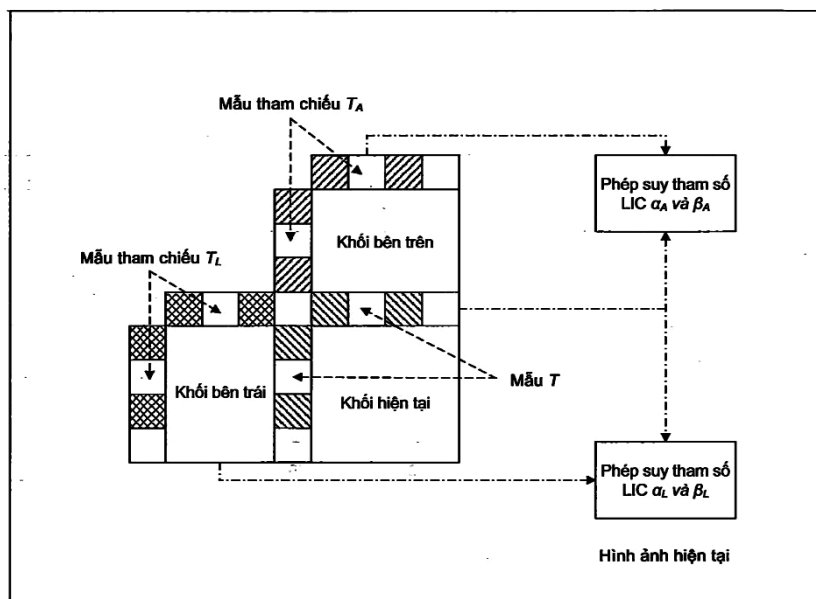 Mẫu tham chiếu T_A
Phép suy tham số
LIC α_A và β_A
Khối bên trên
Mẫu tham chiếu T_L
Khối bên trái
Khối hiện tại
Mẫu T
Phép suy tham số
LIC α_L và β_L
Hình ảnh hiện tại